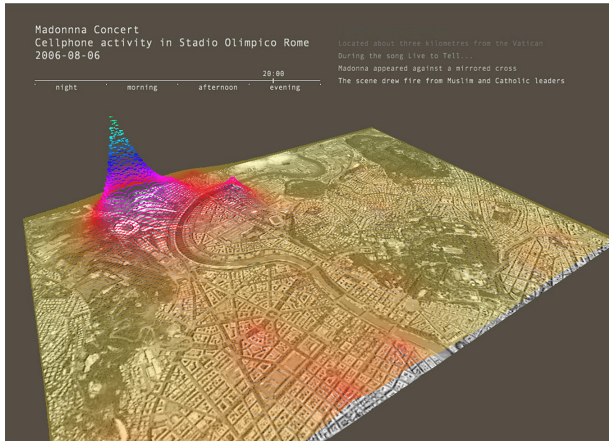 Madonnna Concert
Cellphone activity in Stadio Olimpico Rome
2006-08-06
Located about three kilometres from the Vatican
During the song Live to Tell...
Madonna appeared against a mirrored cross
The scene drew fire from Muslim and Catholic leaders
20:00
night morning afternoon evening